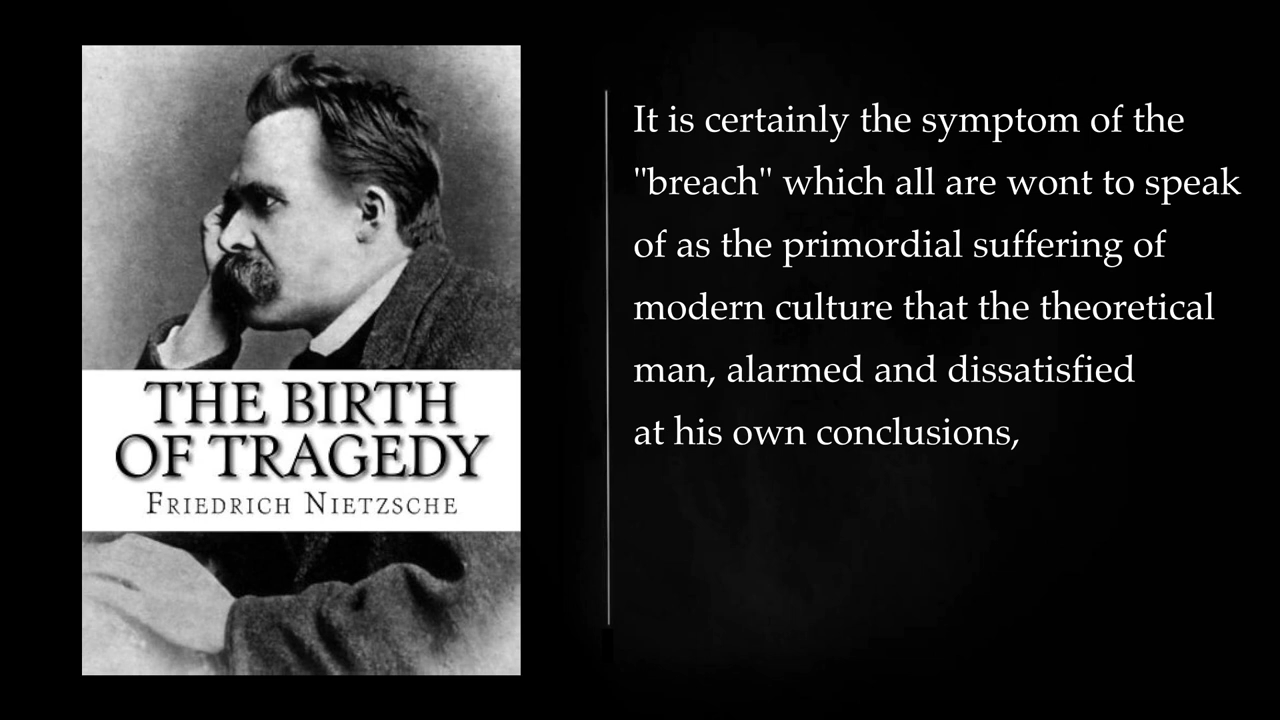 THE BIRTH
OF TRAGEDY
FRIEDRICH NIETZSCHE
It is certainly the symptom of the
"breach" which all are wont to speak
of as the primordial suffering of
modern culture that the theoretical
man, alarmed and dissatisfied
at his own conclusions,